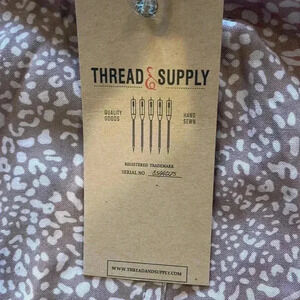 THREAD & SUPPLY
QUALITY
GOODS
HAND
SEWN
REGISTERED TRADEMARK
SERIAL NO
WWW.THREADANDSUPPLY.COM